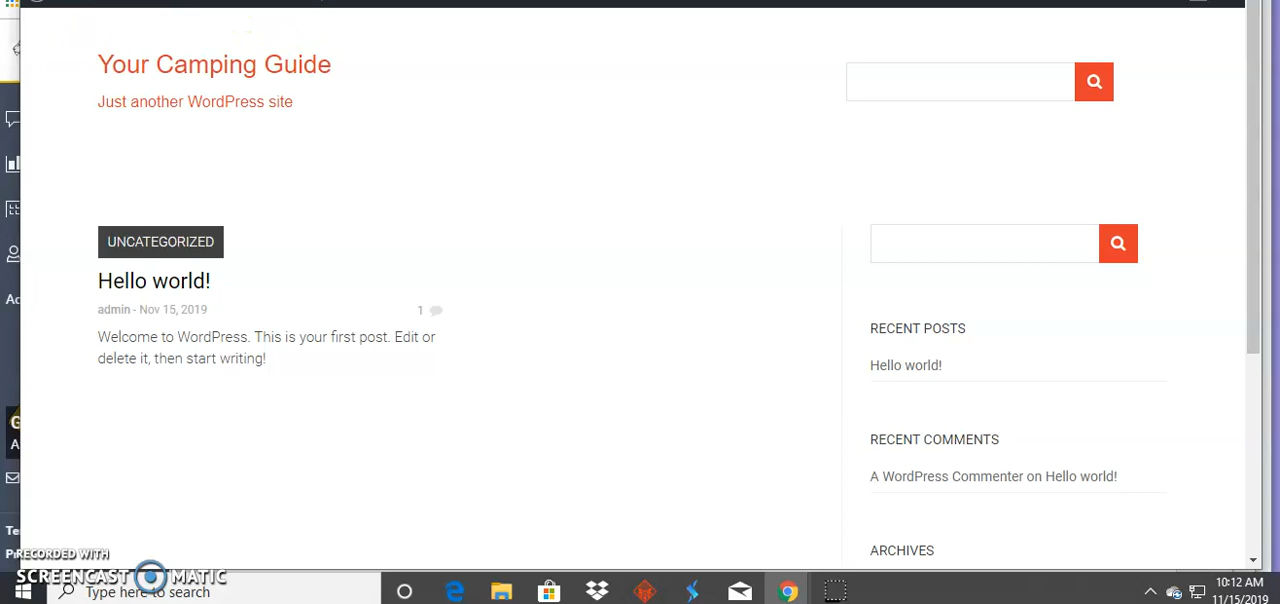 Your Camping Guide
Just another WordPress site
UNCATEGORIZED
Hello world!
admin - Nov 15, 2019
1
Welcome to WordPress. This is your first post. Edit or
delete it, then start writing!
RECENT POSTS
Hello world!
RECENT COMMENTS
A WordPress Commenter on Hello world!
ARCHIVES
RECORDED WITH
SCREENCAST MATIC
Type here to search
10:12 AM
11/15/2019